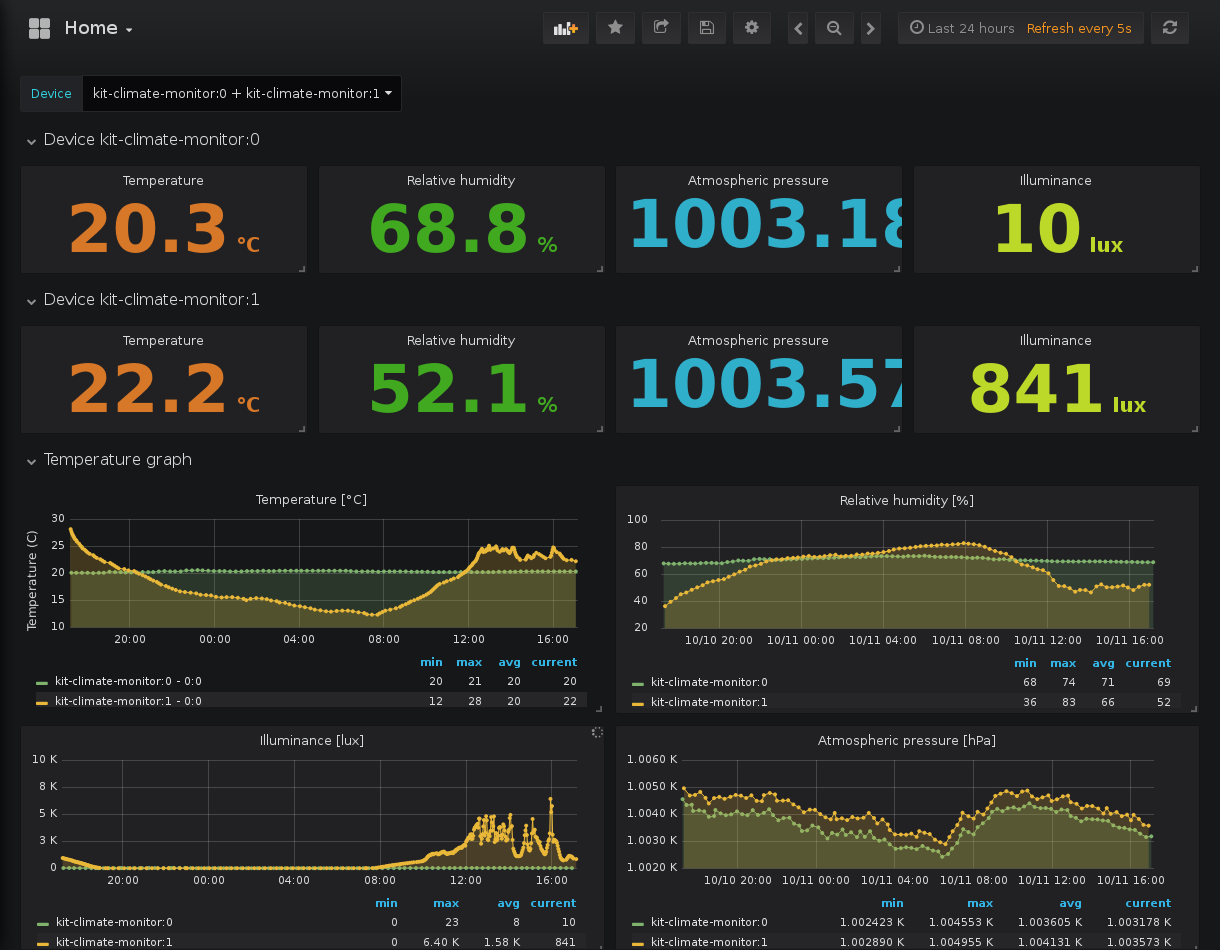 Home
Last 24 hours Refresh every 5s
Device kit-climate-monitor:0 + kit-climate-monitor:1
Device kit-climate-monitor:0
Temperature Relative humidity Atmospheric pressure Illuminance
20.3 °C 68.8 % 1003.18 10 lux
Device kit-climate-monitor:1
Temperature Relative humidity Atmospheric pressure Illuminance
22.2 °C 52.1 % 1003.57 841 lux
Temperature graph
Temperature [°C]
Temperature (C)
30
25
20
15
10
20:00 00:00 04:00 08:00 12:00 16:00
min max avg current
kit-climate-monitor:0 - 0:0 20 21 20 20
kit-climate-monitor:1 - 0:0 12 28 20 22
Relative humidity [%]
100
80
60
40
20
10/10 20:00 10/11 00:00 10/11 04:00 10/11 08:00 10/11 12:00 10/11 16:00
min max avg current
kit-climate-monitor:0 68 74 71 69
kit-climate-monitor:1 36 83 66 52
Illuminance [lux]
10 K
8 K
5 K
3 K
0
20:00 00:00 04:00 08:00 12:00 16:00
min max avg current
kit-climate-monitor:0 0 23 8 10
kit-climate-monitor:1 0 6.40 K 1.58 K 841
Atmospheric pressure [hPa]
1.0060 K
1.0050 K
1.0040 K
1.0030 K
1.0020 K
10/10 20:00 10/11 00:00 10/11 04:00 10/11 08:00 10/11 12:00 10/11 16:00
min max avg current
kit-climate-monitor:0 1.002423 K 1.004553 K 1.003605 K 1.003178 K
kit-climate-monitor:1 1.002890 K 1.004955 K 1.004131 K 1.003573 K